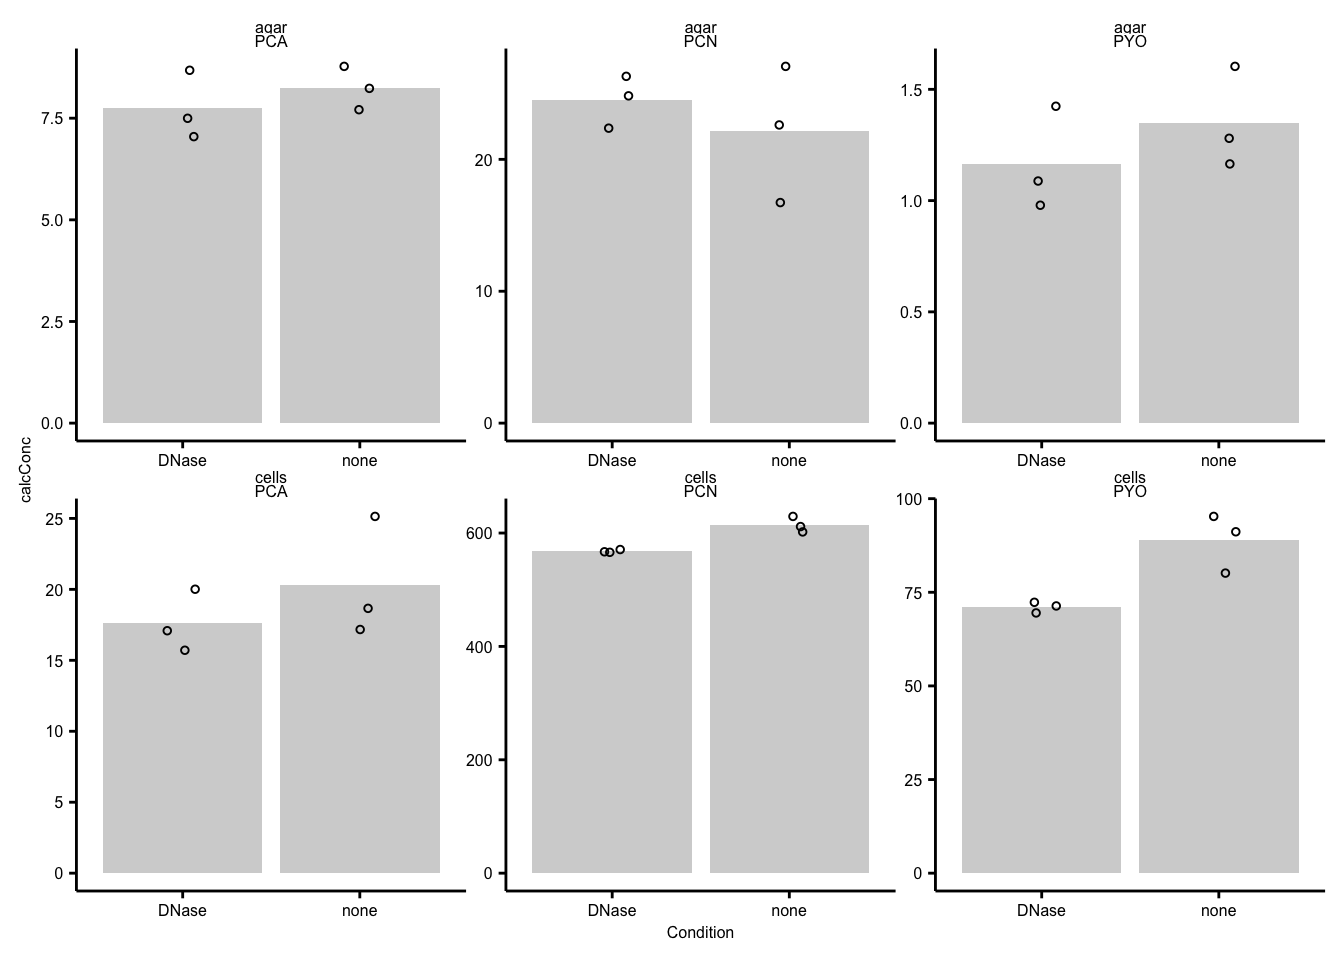 agar
PCA
agar
PCN
agar
PYO
7.5
5.0
2.5
0.0
20
10
0
1.5
1.0
0.5
0.0
DNase
none
DNase
none
DNase
none
calcConc
cells
PCA
cells
PCN
cells
PYO
25
20
15
10
5
0
600
400
200
0
100
75
50
25
0
DNase
none
DNase
none
DNase
none
Condition